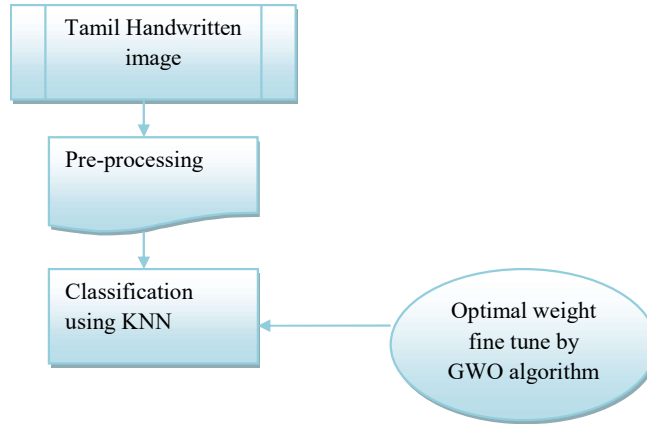 Tamil Handwritten
image
Pre-processing
Classification
using KNN
Optimal weight
fine tune by
GWO algorithm